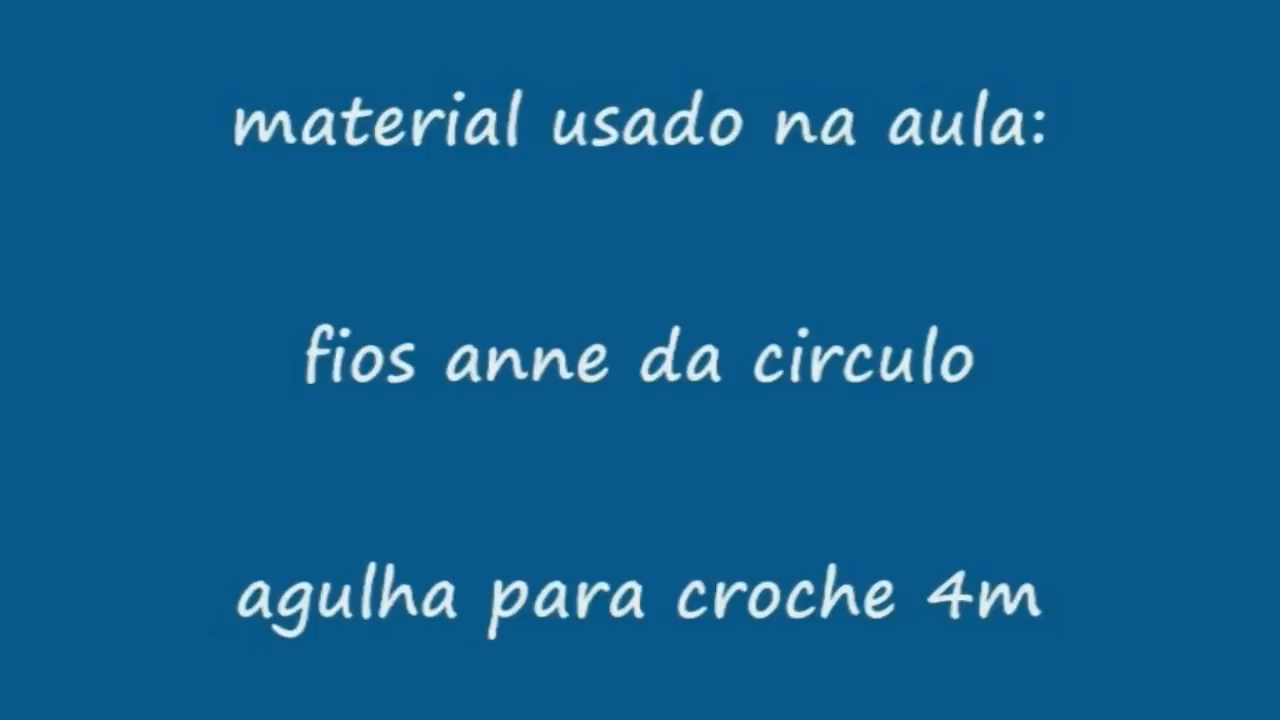 material usado na aula:
fios anne da circulo
agulha para croche 4m